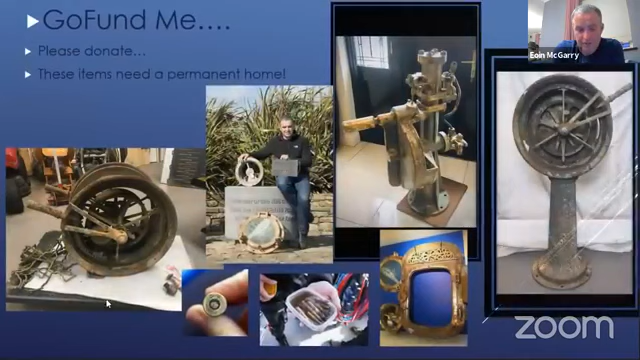 GoFund Me....
Please donate...
These items need a permanent home!
Eoin McGarry
zoom